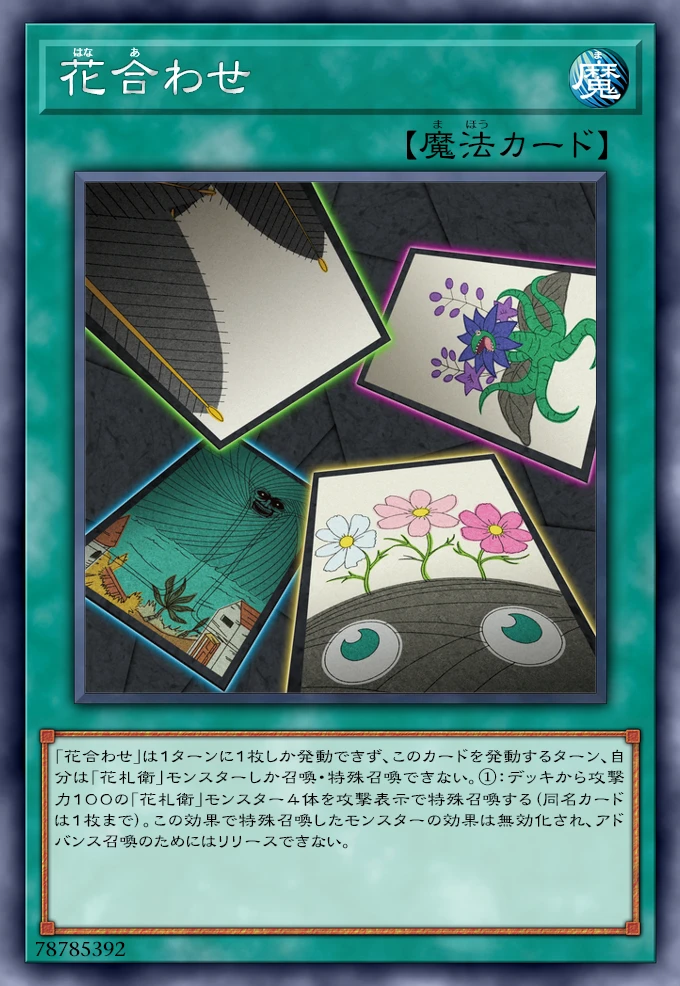 はな あ
花合わせ
ま
魔
ま ほう
【魔法カード】
「花合わせ」は1ターンに1枚しか発動できず、このカードを発動するターン、自
分は「花札衛」モンスターしか召喚・特殊召喚できない。①：デッキから攻撃
力100の「花札衛」モンスター4体を攻撃表示で特殊召喚する(同名カード
は1枚まで)。この効果で特殊召喚したモンスターの効果は無効化され、アド
バンス召喚のためにはリリースできない。
78785392